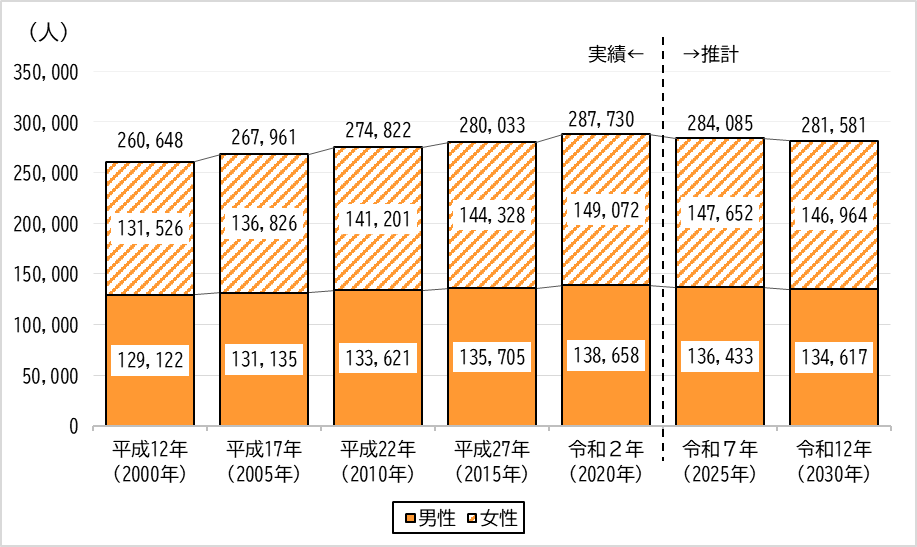 （人）
実績← →推計
350,000
300,000
250,000
200,000
150,000
100,000
50,000
0
260,648 267,961 274,822 280,033 287,730 284,085 281,581
131,526 136,826 141,201 144,328 149,072 147,652 146,964
129,122 131,135 133,621 135,705 138,658 136,433 134,617
平成12年 平成17年 平成22年 平成27年 令和２年 令和７年 令和12年
（2000年） （2005年） （2010年） （2015年） （2020年） （2025年） （2030年）
男性 女性